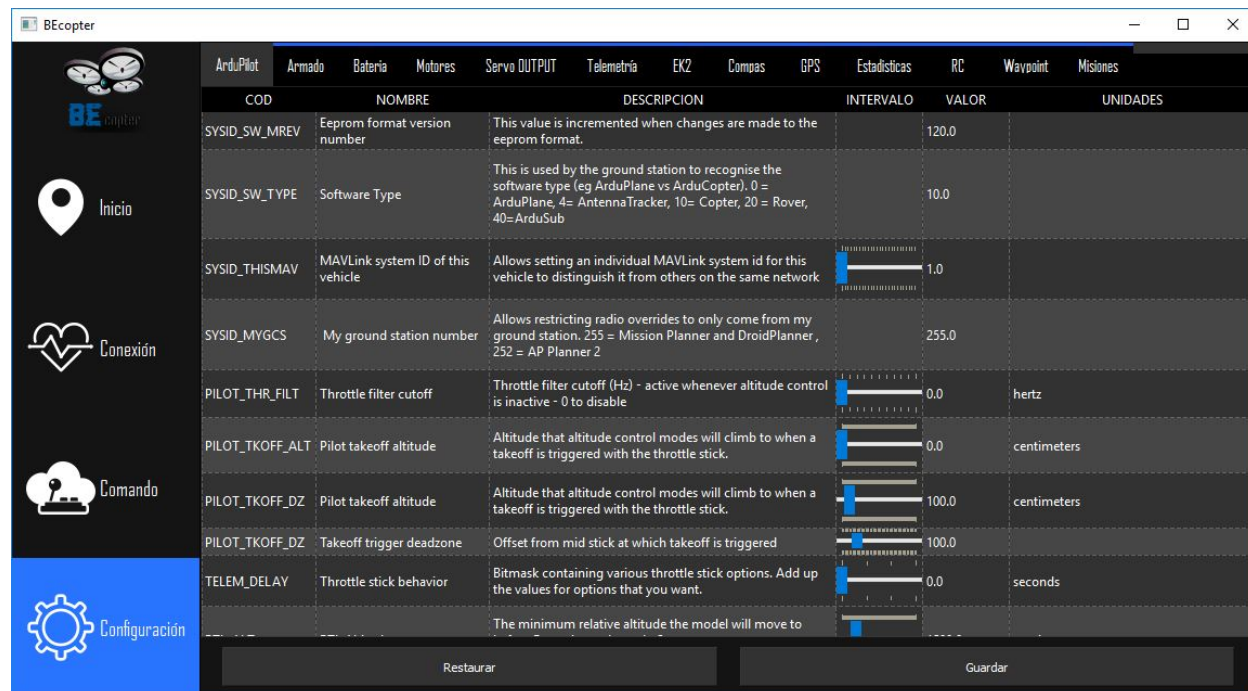 BEcopter
BE copter
Inicio
Conexión
Comando
Configuración
ArduPilot Armado Bateria Motores Servo OUTPUT Telemetría EK2 Compas GPS Estadisticas RC Waypoint Misiones
COD NOMBRE DESCRIPCION INTERVALO VALOR UNIDADES
SYSID_SW_MREV
Eeprom format version
number
This value is incremented when changes are made to the
eeprom format.
120.0
SYSID_SW_TYPE
Software Type
This is used by the ground station to recognise the
software type (eg ArduPlane vs ArduCopter). 0 =
ArduPlane, 4= AntennaTracker, 10= Copter, 20 = Rover,
40=ArduSub
10.0
SYSID_THISMAV
MAVLink system ID of this
vehicle
Allows setting an individual MAVLink system id for this
vehicle to distinguish it from others on the same network
1.0
SYSID_MYGCS
My ground station number
Allows restricting radio overrides to only come from my
ground station. 255 = Mission Planner and DroidPlanner ,
252 = AP Planner 2
255.0
PILOT_THR_FILT
Throttle filter cutoff
Throttle filter cutoff (Hz) - active whenever altitude control
is inactive - 0 to disable
0.0
hertz
PILOT_TKOFF_ALT
Pilot takeoff altitude
Altitude that altitude control modes will climb to when a
takeoff is triggered with the throttle stick.
0.0
centimeters
PILOT_TKOFF_DZ
Pilot takeoff altitude
Altitude that altitude control modes will climb to when a
takeoff is triggered with the throttle stick.
100.0
centimeters
PILOT_TKOFF_DZ
Takeoff trigger deadzone
Offset from mid stick at which takeoff is triggered
100.0
TELEM_DELAY
Throttle stick behavior
Bitmask containing various throttle stick options. Add up
the values for options that you want.
0.0
seconds
The minimum relative altitude the model will move to
Restaurar
Guardar